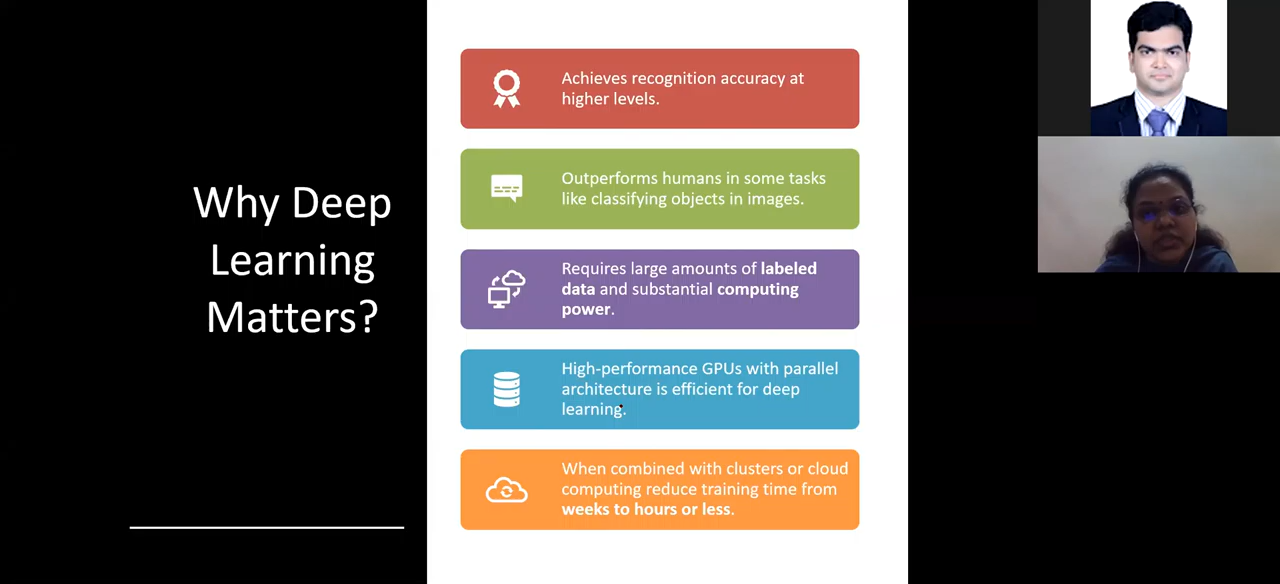 Why Deep
Learning
Matters?
Achieves recognition accuracy at
higher levels.
Outperforms humans in some tasks
like classifying objects in images.
Requires large amounts of labeled
data and substantial computing
power.
High-performance GPUs with parallel
architecture is efficient for deep
learning.
When combined with clusters or cloud
computing reduce training time from
weeks to hours or less.